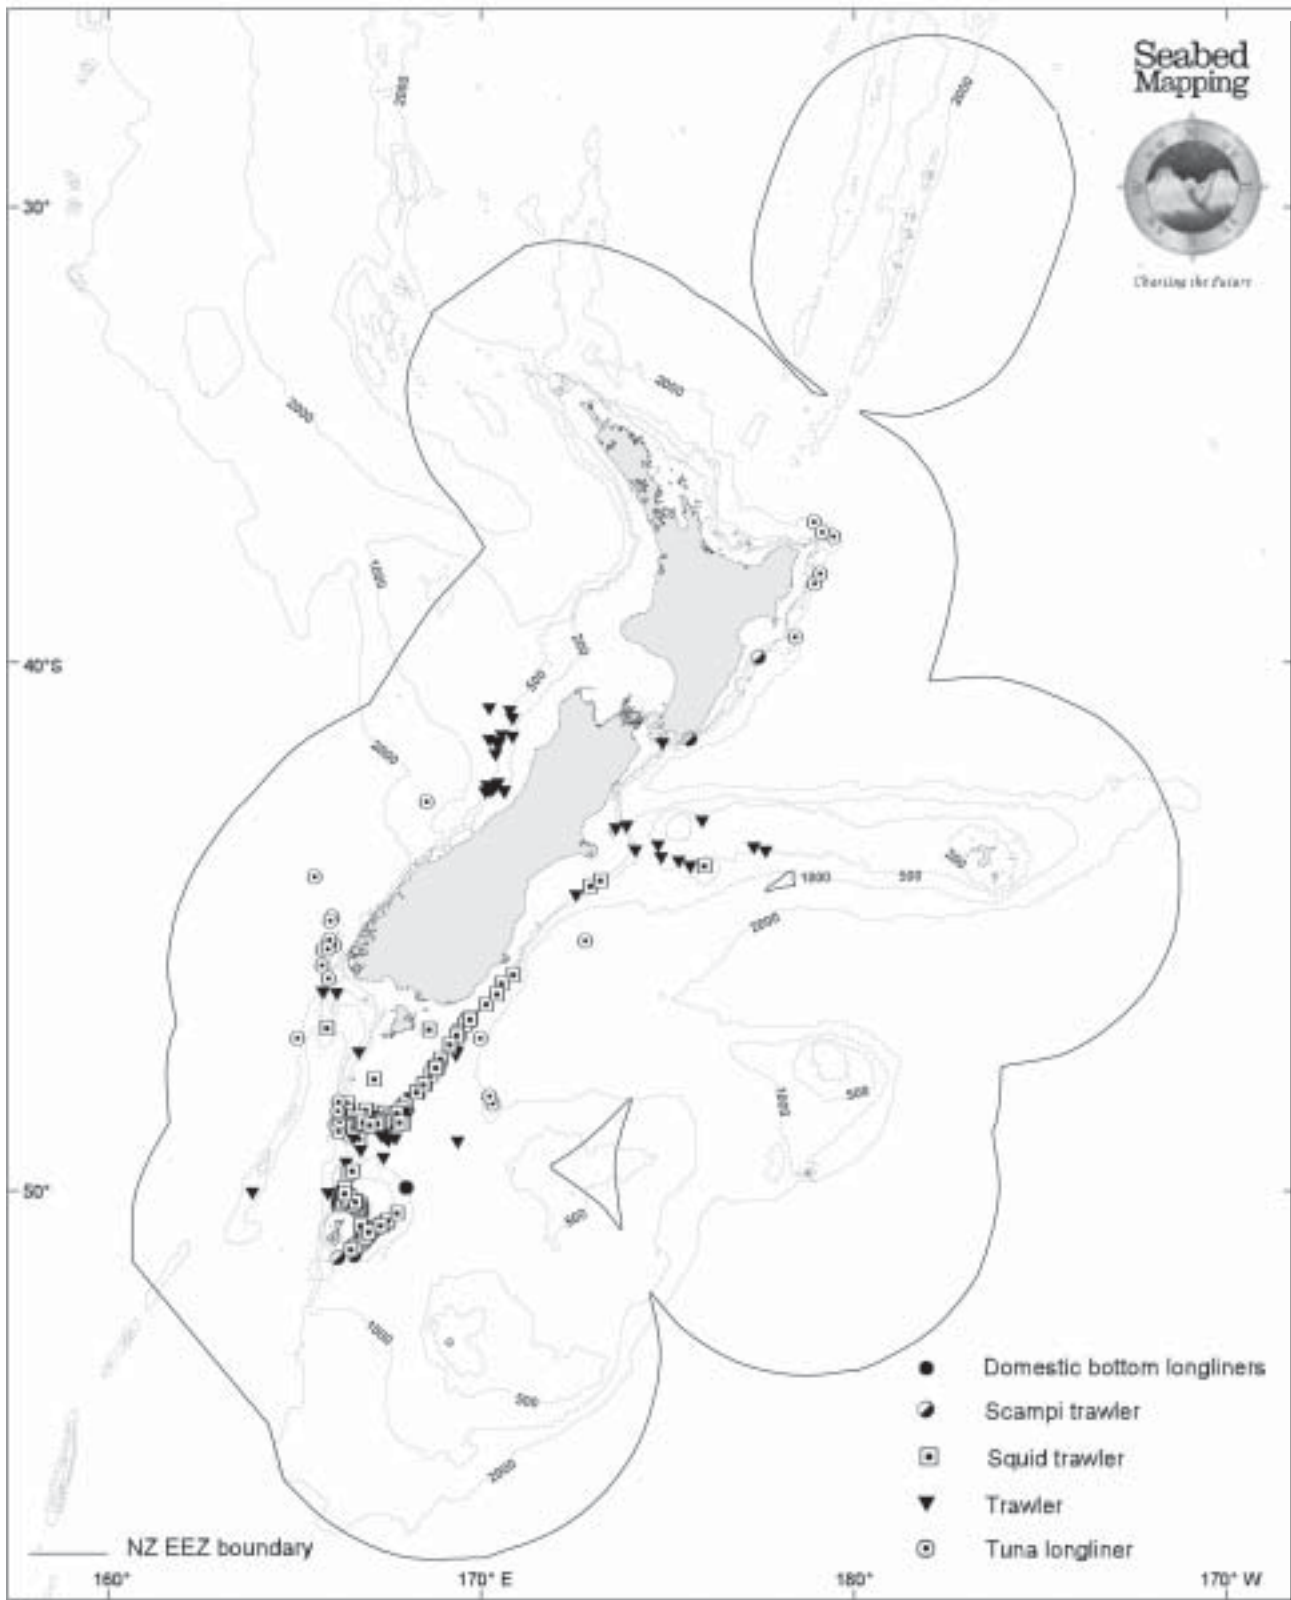 Seabed
Mapping
Charting the Future
2000
2000
30°
2000
2000
1000
200
40°S
500
2000
500
1000
500
2000
1000
500
50°
500
1000
500
2000
Domestic bottom longliners
Scampi trawler
Squid trawler
Trawler
Tuna longliner
NZ EEZ boundary
160°
170° E
180°
170° W